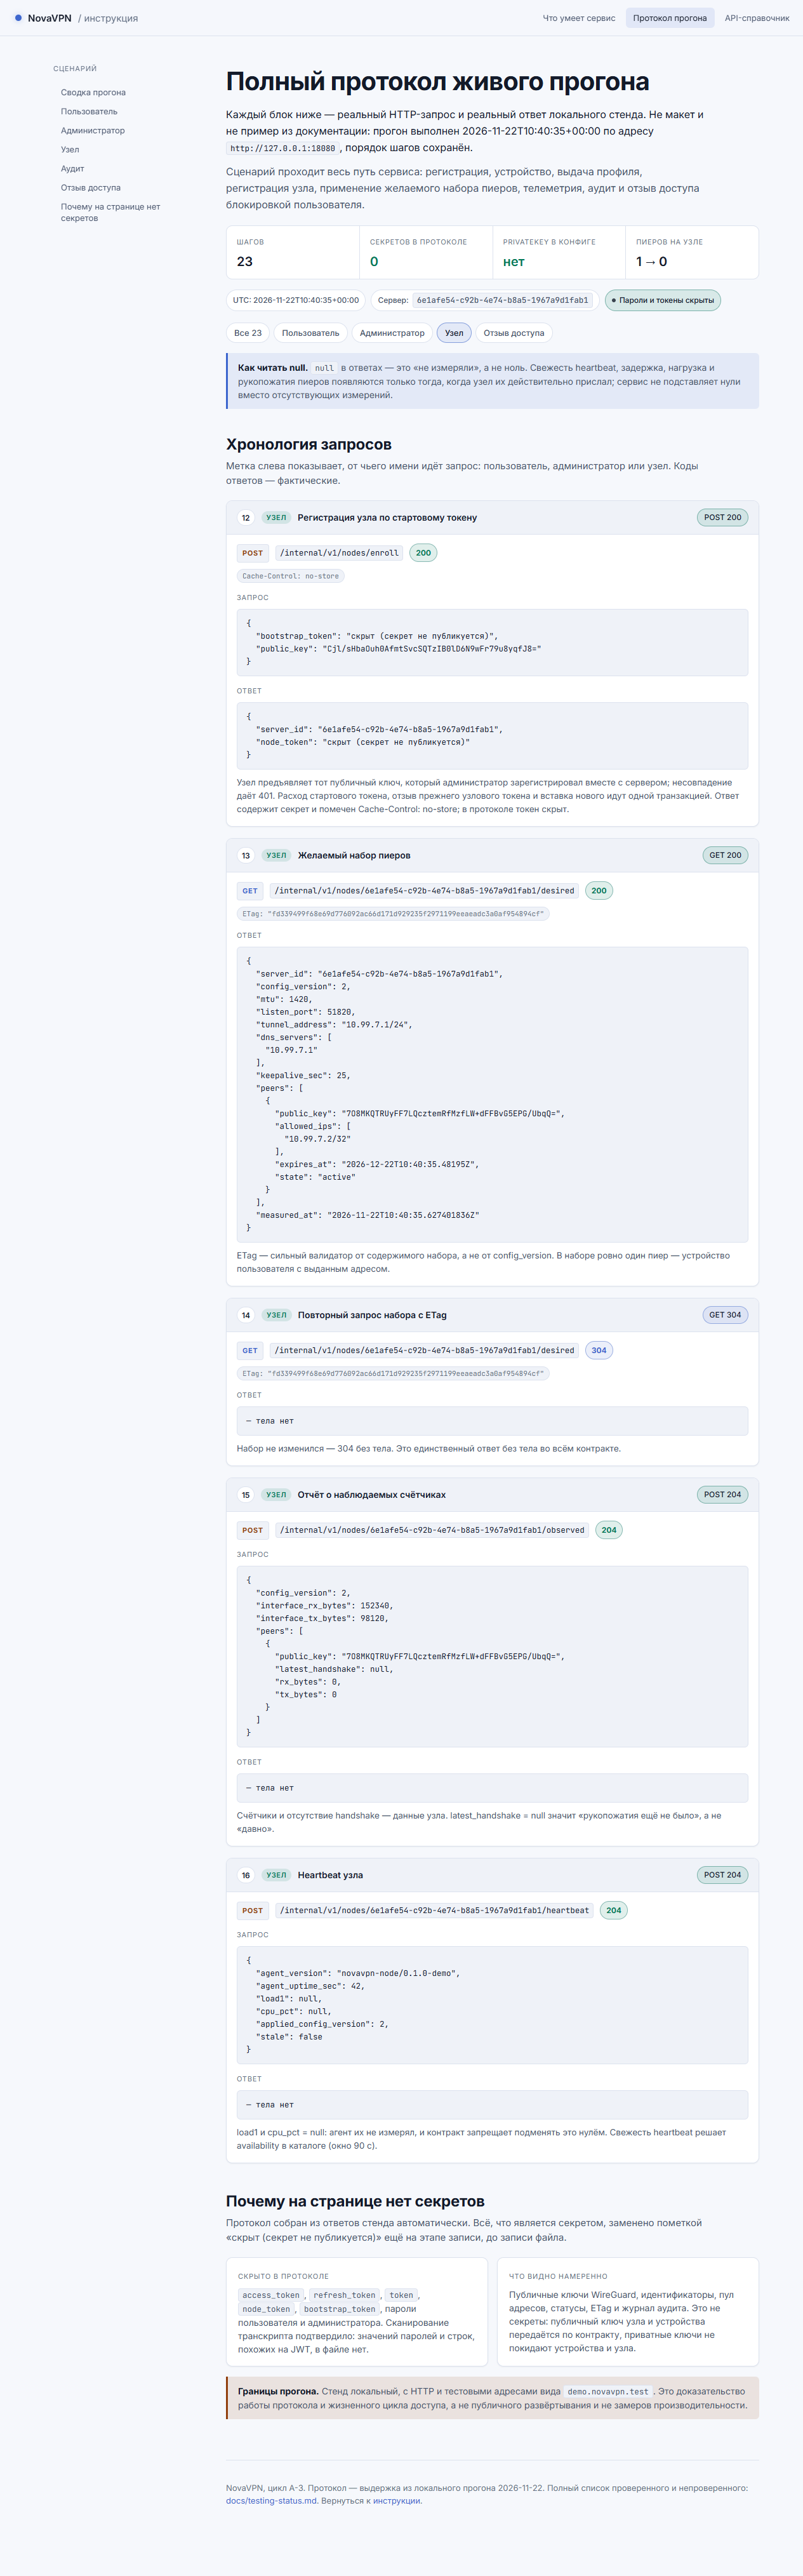 NovaVPN / инструкция
Что умеет сервис
Протокол прогона
API-справочник
СЦЕНАРИЙ
Сводка прогона
Пользователь
Администратор
Узел
Аудит
Отзыв доступа
Почему на странице нет
секретов
Полный протокол живого прогона
Каждый блок ниже — реальный HTTP-запрос и реальный ответ локального стенда. Не макет и
не пример из документации: прогон выполнен 2026-11-22T10:40:35+00:00 по адресу
http://127.0.0.1:18080, порядок шагов сохранён.
Сценарий проходит весь путь сервиса: регистрация, устройство, выдача профиля,
регистрация узла, применение желаемого набора пиеров, телеметрия, аудит и отзыв доступа
блокировкой пользователя.
ШАГОВ
23
СЕКРЕТОВ В ПРОТОКОЛЕ
0
PRIVATEKEY В КОНФИГЕ
нет
ПИЕРОВ НА УЗЛЕ
1 → 0
UTC: 2026-11-22T10:40:35+00:00
Сервер: 6e1afe54-c92b-4e74-b8a5-1967a9d1fab1
Пароли и токены скрыты
Все 23
Пользователь
Администратор
Узел
Отзыв доступа
Как читать null. null в ответах — это «не измеряли», а не ноль. Свежесть heartbeat, задержка, нагрузка и
рукопожатия пиеров появляются только тогда, когда узел их действительно прислал; сервис не подставляет нули
вместо отсутствующих измерений.
Хронология запросов
Метка слева показывает, от чьего имени идёт запрос: пользователь, администратор или узел. Коды
ответов — фактические.
12 УЗЕЛ Регистрация узла по стартовому токену POST 200
POST /internal/v1/nodes/enroll 200
Cache-Control: no-store
ЗАПРОС
{
"bootstrap_token": "скрыт (секрет не публикуется)",
"public_key": "Cjl/sHbaOuh0AfmtSvcSQTzIB0lD6N9wFr79u8yqfJ8="
}
ОТВЕТ
{
"server_id": "6e1afe54-c92b-4e74-b8a5-1967a9d1fab1",
"node_token": "скрыт (секрет не публикуется)"
}
Узел предъявляет тот публичный ключ, который администратор зарегистрировал вместе с сервером; несовпадение
даёт 401. Расход стартового токена, отзыв прежнего узлового токена и вставка нового идут одной транзакцией. Ответ
содержит секрет и помечен Cache-Control: no-store; в протоколе токен скрыт.
13 УЗЕЛ Желаемый набор пиеров GET 200
GET /internal/v1/nodes/6e1afe54-c92b-4e74-b8a5-1967a9d1fab1/desired 200
ETag: "fd339499f68e69d776092ac66d171d929235f2971199eeaeadc3a0af954894cf"
ОТВЕТ
{
"server_id": "6e1afe54-c92b-4e74-b8a5-1967a9d1fab1",
"config_version": 2,
"mtu": 1420,
"listen_port": 51820,
"tunnel_address": "10.99.7.1/24",
"dns_servers": [
"10.99.7.1"
],
"keepalive_sec": 25,
"peers": [
{
"public_key": "7O8MKQTRUyFF7LQcztemRfMzfLW+dFFBvG5EPG/UbqQ=",
"allowed_ips": [
"10.99.7.2/32"
],
"expires_at": "2026-12-22T10:40:35.48195Z",
"state": "active"
}
],
"measured_at": "2026-11-22T10:40:35.627401836Z"
}
ETag — сильный валидатор от содержимого набора, а не от config_version. В наборе ровно один пиер — устройство
пользователя с выданным адресом.
14 УЗЕЛ Повторный запрос набора с ETag GET 304
GET /internal/v1/nodes/6e1afe54-c92b-4e74-b8a5-1967a9d1fab1/desired 304
ETag: "fd339499f68e69d776092ac66d171d929235f2971199eeaeadc3a0af954894cf"
ОТВЕТ
— тела нет
Набор не изменился — 304 без тела. Это единственный ответ без тела во всём контракте.
15 УЗЕЛ Отчёт о наблюдаемых счётчиках POST 204
POST /internal/v1/nodes/6e1afe54-c92b-4e74-b8a5-1967a9d1fab1/observed 204
ЗАПРОС
{
"config_version": 2,
"interface_rx_bytes": 152340,
"interface_tx_bytes": 98120,
"peers": [
{
"public_key": "7O8MKQTRUyFF7LQcztemRfMzfLW+dFFBvG5EPG/UbqQ=",
"latest_handshake": null,
"rx_bytes": 0,
"tx_bytes": 0
}
]
}
ОТВЕТ
— тела нет
Счётчики и отсутствие handshake — данные узла. latest_handshake = null значит «рукопожатия ещё не было», а не
«давно».
16 УЗЕЛ Heartbeat узла POST 204
POST /internal/v1/nodes/6e1afe54-c92b-4e74-b8a5-1967a9d1fab1/heartbeat 204
ЗАПРОС
{
"agent_version": "novavpn-node/0.1.0-demo",
"agent_uptime_sec": 42,
"load1": null,
"cpu_pct": null,
"applied_config_version": 2,
"stale": false
}
ОТВЕТ
— тела нет
load1 и cpu_pct = null: агент их не измерял, и контракт запрещает подменять это нулём. Свежесть heartbeat решает
availability в каталоге (окно 90 с).
Почему на странице нет секретов
Протокол собран из ответов стенда автоматически. Всё, что является секретом, заменено пометкой
«скрыт (секрет не публикуется)» ещё на этапе записи, до записи файла.
СКРЫТО В ПРОТОКОЛЕ
access_token, refresh_token, token,
node_token, bootstrap_token, пароли
пользователя и администратора. Сканирование
транскрипта подтвердило: значений паролей и строк,
похожих на JWT, в файле нет.
ЧТО ВИДНО НАМЕРЕННО
Публичные ключи WireGuard, идентификаторы, пул
адресов, статусы, ETag и журнал аудита. Это не
секреты: публичный ключ узла и устройства
передаётся по контракту, приватные ключи не
покидают устройства и узла.
Границы прогона. Стенд локальный, с HTTP и тестовыми адресами вида demo.novavpn.test. Это доказательство
работы протокола и жизненного цикла доступа, а не публичного развёртывания и не замеров производительности.
NovaVPN, цикл A-3. Протокол — выдержка из локального прогона 2026-11-22. Полный список проверенного и непроверенного:
docs/testing-status.md. Вернуться к инструкции.